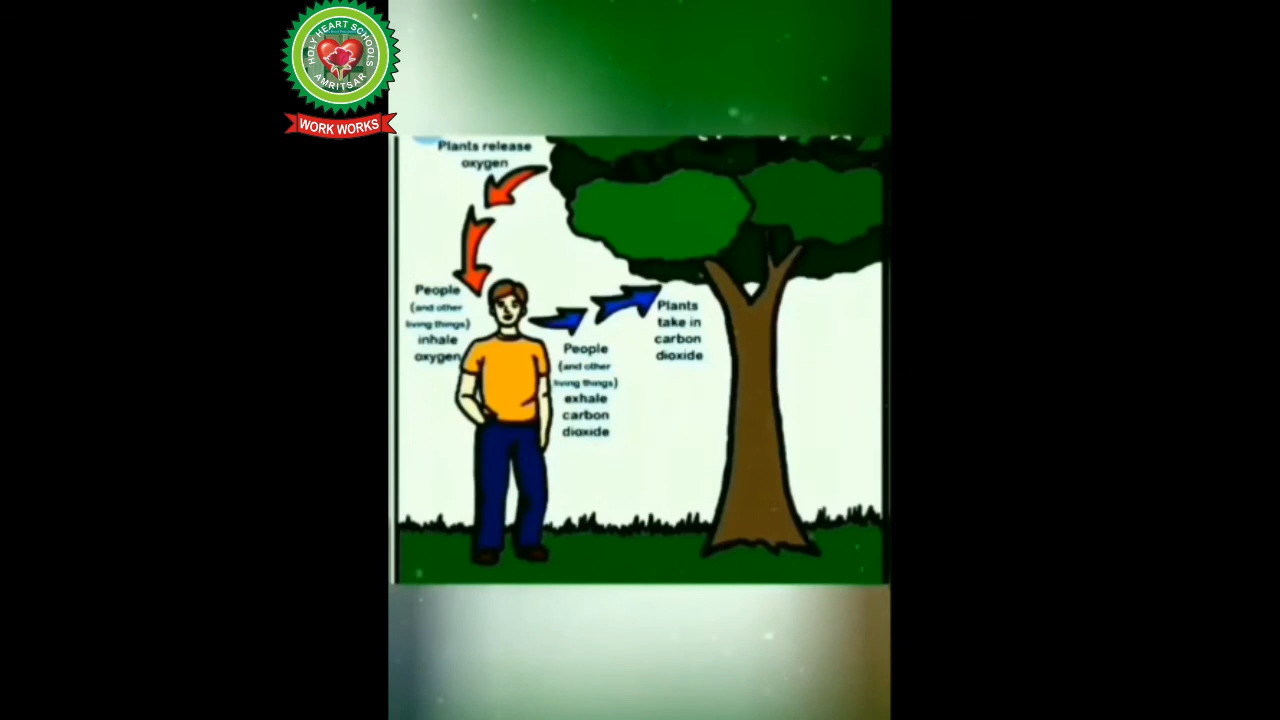 HOLY HEART SCHOOLS
AMRITSAR
WORK WORKS
Plants release
oxygen
People
(and other
living things)
inhale
oxygen
People
(and other
living things)
exhale
carbon
dioxide
Plants
take in
carbon
dioxide